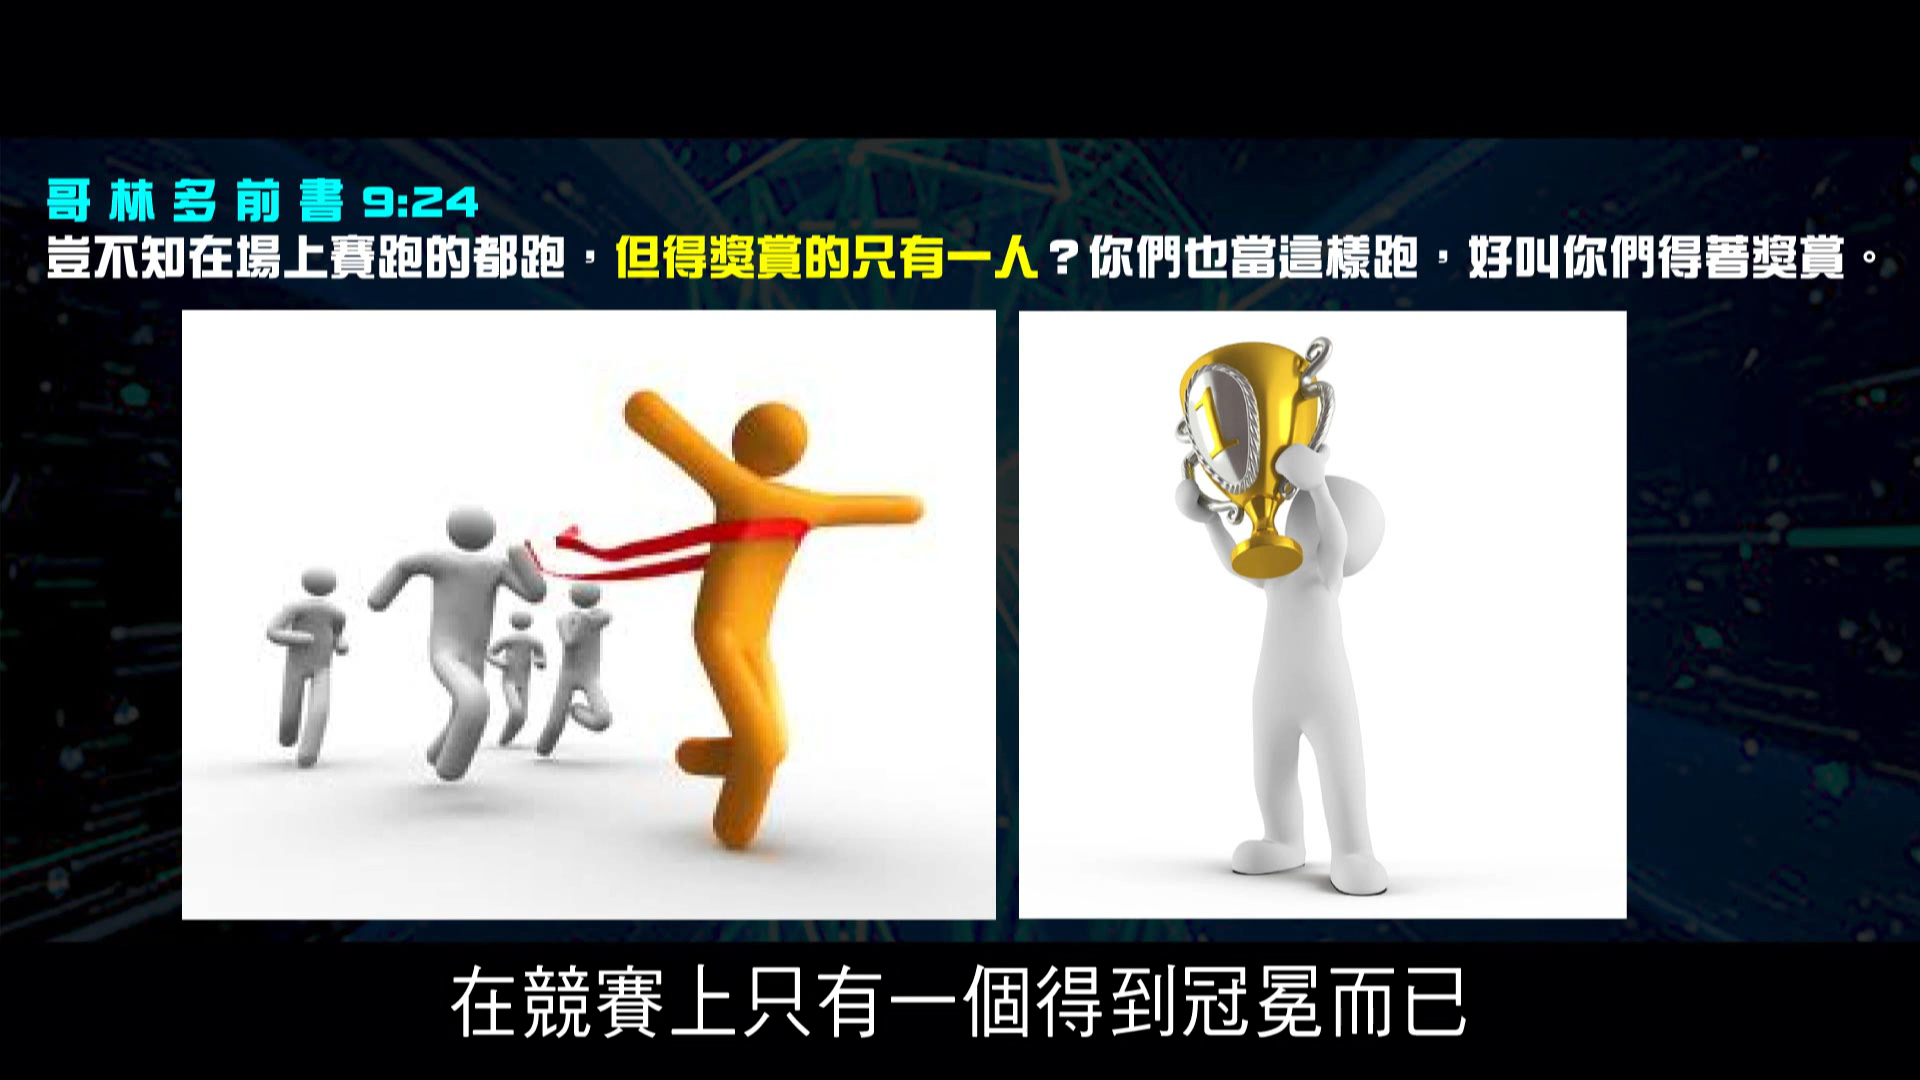 哥林多前書9:24
豈不知在場上賽跑的都跑，但得獎賞的只有一人？你們也當這樣跑，好叫你們得著獎賞。
1
在競賽上只有一個得到冠冕而已